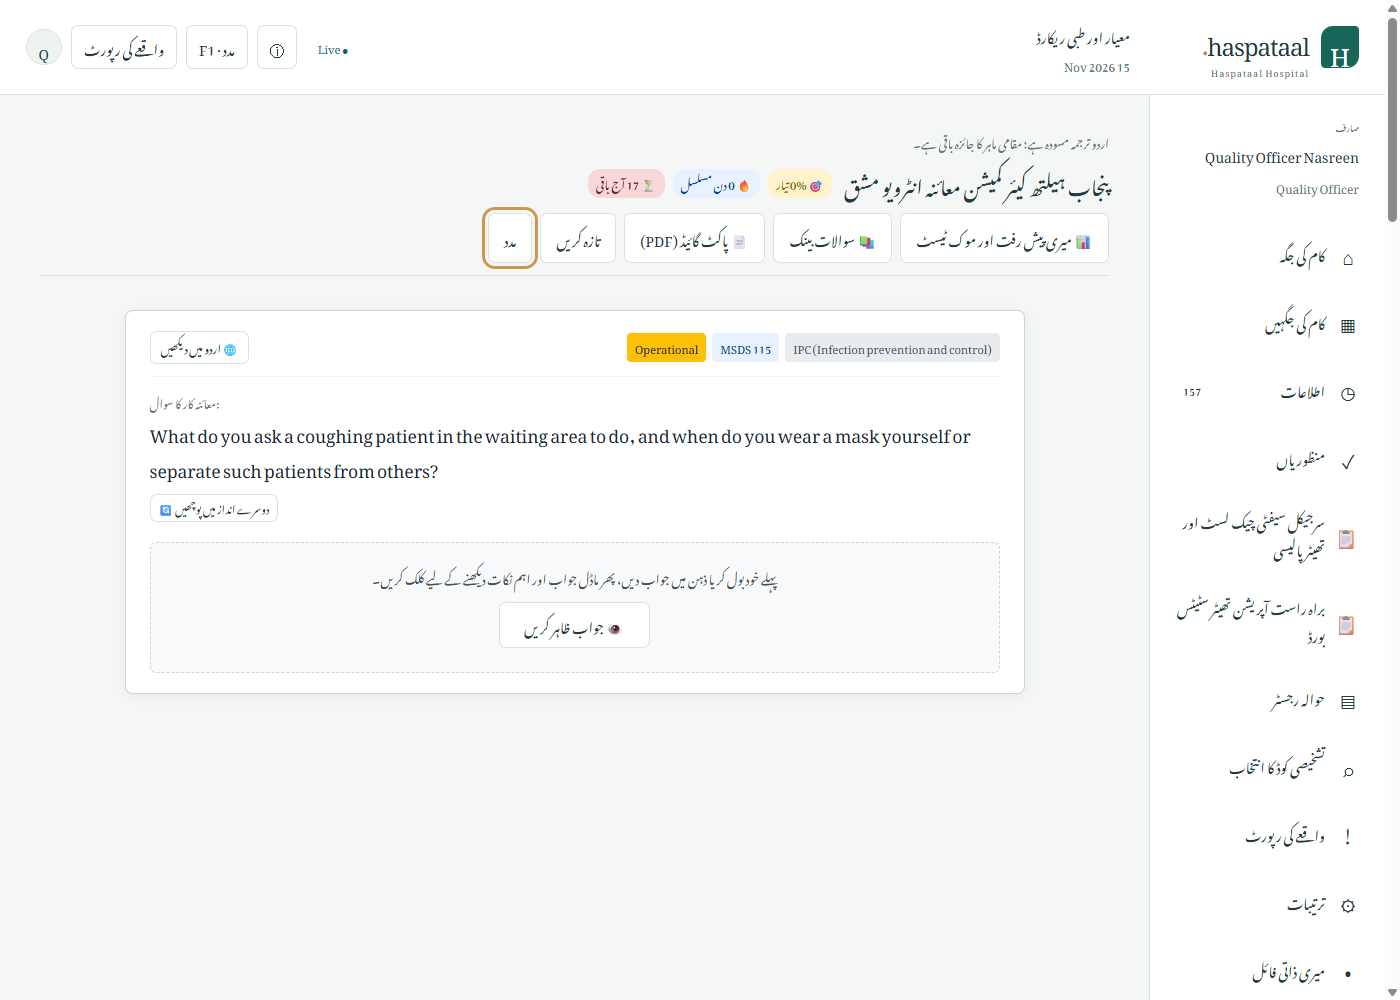 haspataal.
Haspataal Hospital
معیار اور طبی ریکارڈ
15 Nov 2026
Live
مدد F1۰
واقعے کی رپورٹ
Q
H
صارف
Quality Officer Nasreen
Quality Officer
کام کی جگہ
کام کی جگہیں
اطلاعات 157
منظوریاں
سرجیکل سیفٹی چیک لسٹ اور
تھیٹر پالیسی
براہ راست آپریشن تھیٹر سٹیٹس
بورڈ
حوالہ رجسٹر
تشخیصی کوڈ کا انتخاب
واقعے کی رپورٹ
ترتیبات
میری ذاتی فائل
اردو ترجمہ مسودہ ہے؛ مقامی ماہر کا جائزہ باقی ہے۔
پنجاب ہیلتھ کیئر کمیشن معائنہ انٹرویو مشق
0% تیار
0 دن مسلسل
17 آج باقی
میری پیش رفت اور موک ٹیسٹ
سوالات بینک
پاکٹ گائیڈ (PDF)
تازہ کریں
مدد
IPC (Infection prevention and control)
MSDS 115
Operational
اردو میں دیکھیں
معائنہ کار کا سوال:
What do you ask a coughing patient in the waiting area to do, and when do you wear a mask yourself or
separate such patients from others?
دوسرے انداز میں پوچھیں
پہلے خود بول کر یا ذہن میں جواب دیں، پھر ماڈل جواب اور اہم نکات دیکھنے کے لیے کلک کریں۔
جواب ظاہر کریں